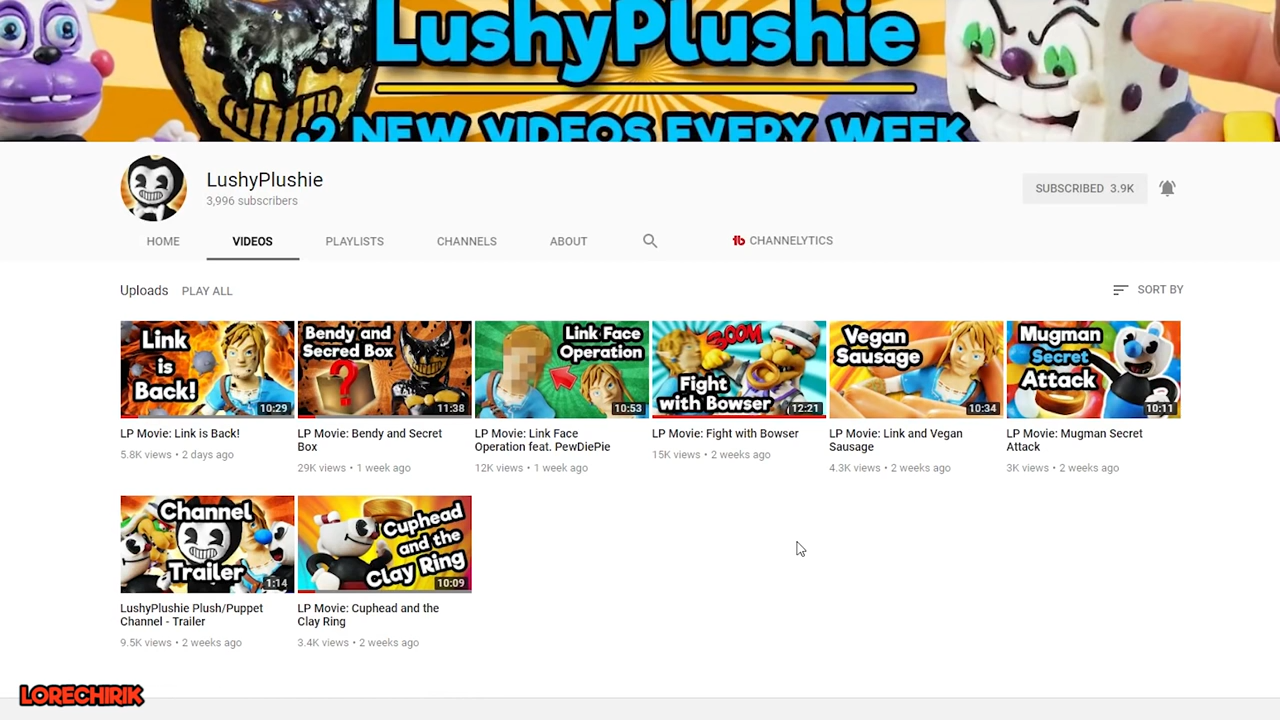 LushyPlushie
2 NEW VIDEOS EVERY WEEK
LushyPlushie
3,996 subscribers
SUBSCRIBED 3.9K
HOME
VIDEOS
PLAYLISTS
CHANNELS
ABOUT
CHANNELYTICS
Uploads
PLAY ALL
SORT BY
Link
is
Back!
10:29
Bendy and
Secred Box
?
11:38
Link Face
Operation
10:53
BOOM
Fight
with Bowser
12:21
Vegan
Sausage
10:34
Mugman
Secret
Attack
10:11
LP Movie: Link is Back!
5.8K views • 2 days ago
LP Movie: Bendy and Secret
Box
29K views • 1 week ago
LP Movie: Link Face
Operation feat. PewDiePie
12K views • 1 week ago
LP Movie: Fight with Bowser
15K views • 2 weeks ago
LP Movie: Link and Vegan
Sausage
4.3K views • 2 weeks ago
LP Movie: Mugman Secret
Attack
3K views • 2 weeks ago
Channel
Trailer
1:14
Cuphead
and the
Clay Ring
10:09
LushyPlushie Plush/Puppet
Channel - Trailer
9.5K views • 2 weeks ago
LP Movie: Cuphead and the
Clay Ring
3.4K views • 2 weeks ago
LORECHIRIK